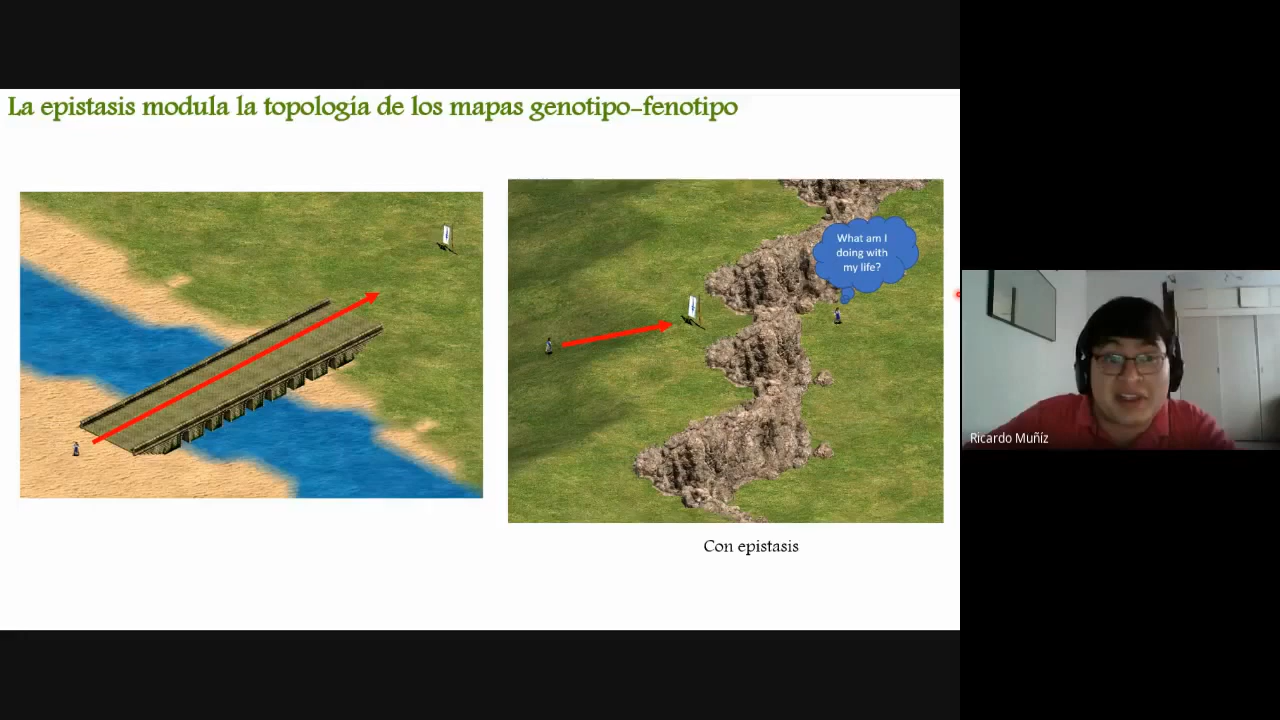 La epistasis modula la topología de los mapas genotipo-fenotipo
What am I
doing with
my life?
Con epistasis
Ricardo Muñíz